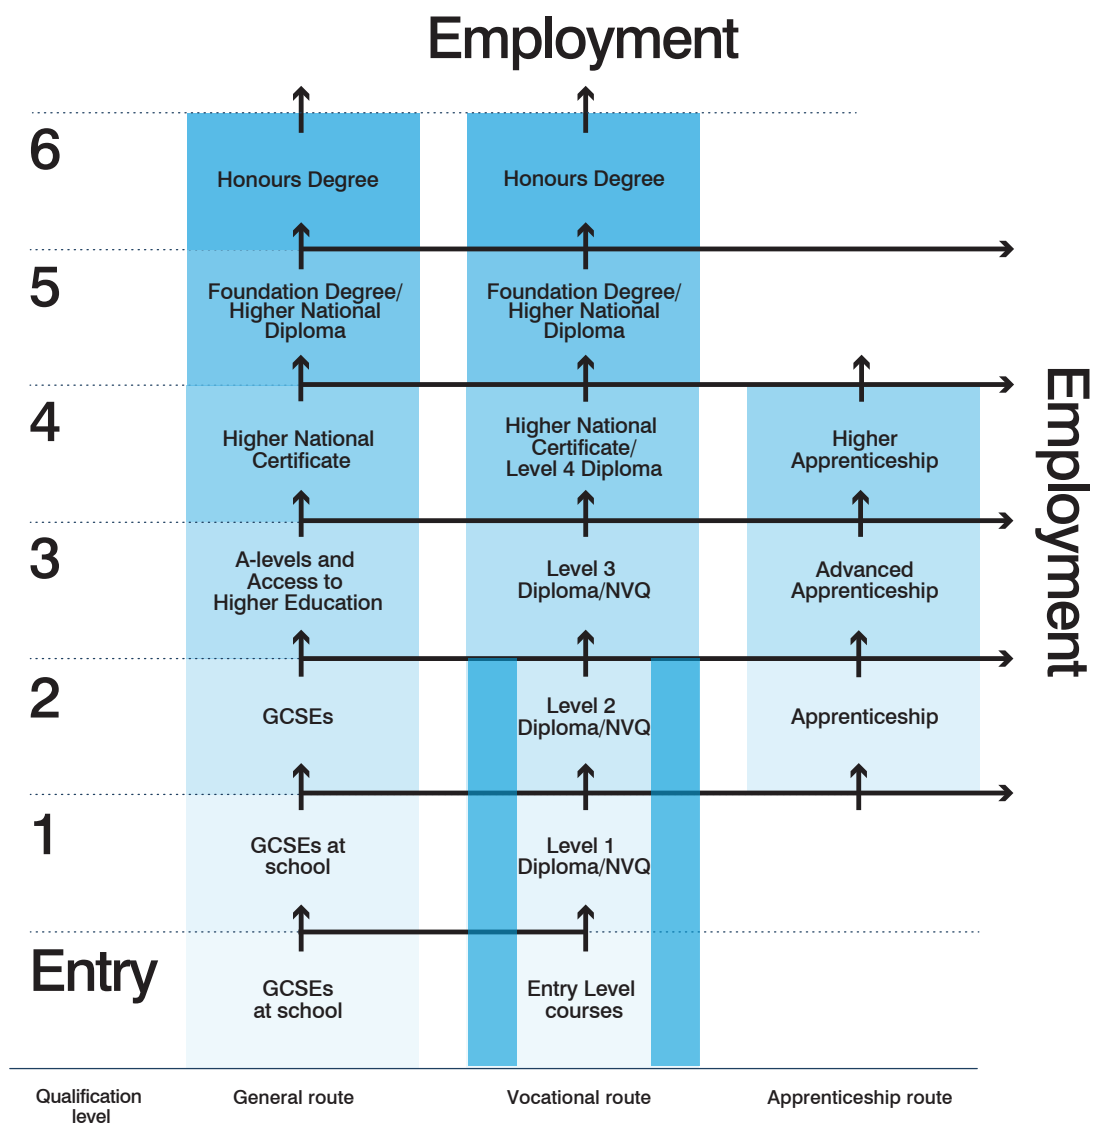 Employment
6
Honours Degree
Honours Degree
5
Foundation Degree/
Higher National
Diploma
Foundation Degree/
Higher National
Diploma
4
Higher National
Certificate
Higher National
Certificate/
Level 4 Diploma
Higher
Apprenticeship
Employment
3
A-levels and
Access to
Higher Education
Level 3
Diploma/NVQ
Advanced
Apprenticeship
2
GCSEs
Level 2
Diploma/NVQ
Apprenticeship
1
GCSEs at
school
Level 1
Diploma/NVQ
Entry
GCSEs
at school
Entry Level
courses
Qualification
level
General route
Vocational route
Apprenticeship route